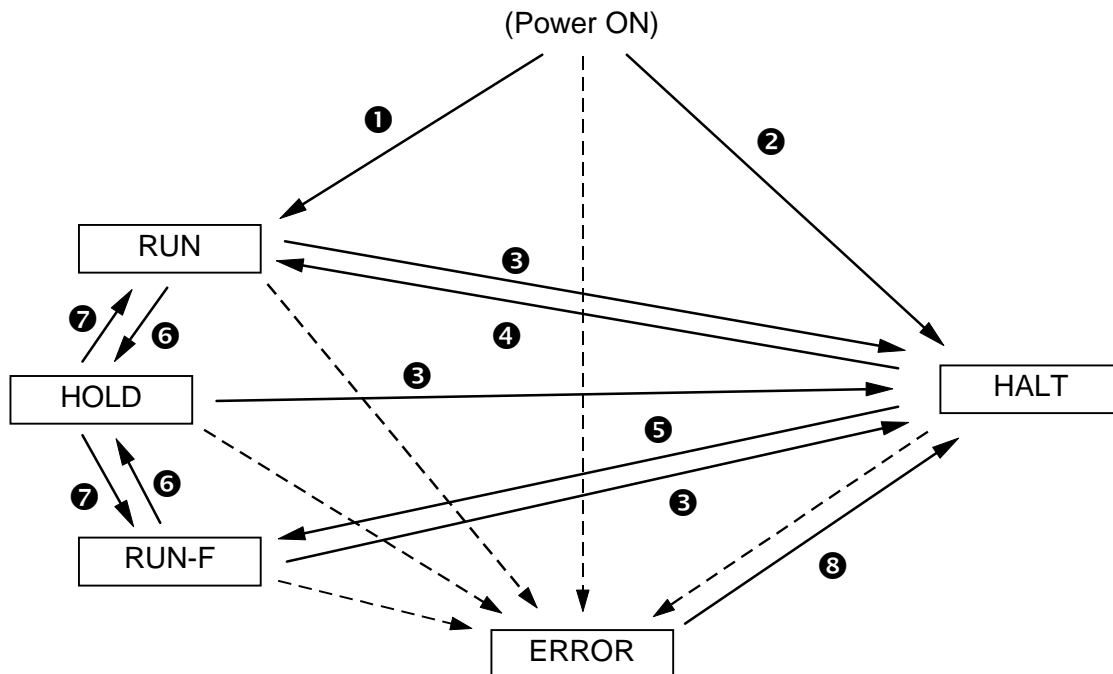 (Power ON)
❶
❷
RUN
❸
❼
❻
❹
❸
HALT
HOLD
❺
❼
❻
❸
RUN-F
❽
ERROR